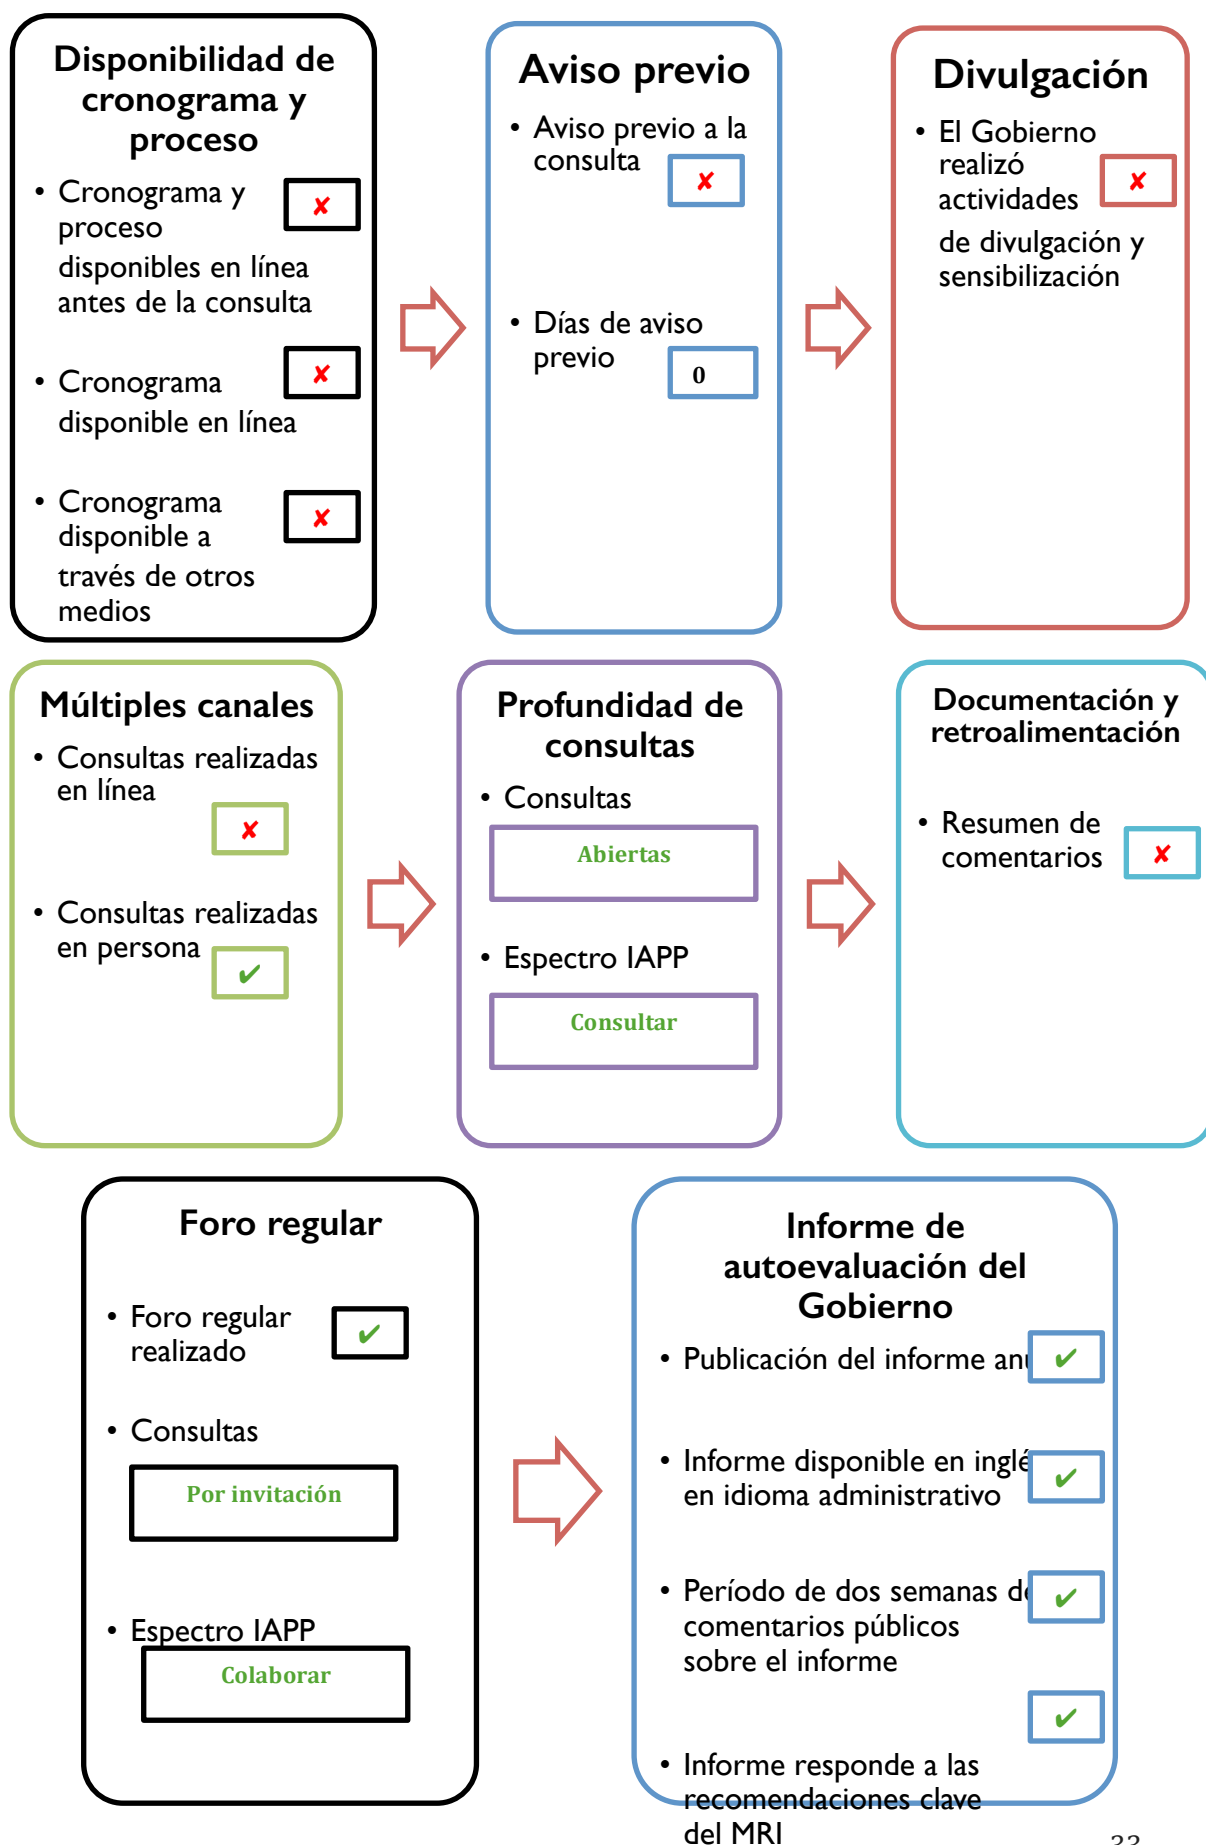 Disponibilidad de
cronograma y
proceso
• Cronograma y
proceso
disponibles en línea
antes de la consulta
✘
• Cronograma
disponible en línea
✘
• Cronograma
disponible a
través de otros
medios
✘
Aviso previo
• Aviso previo a la
consulta
✘
• Días de aviso
previo
0
Divulgación
• El Gobierno
realizó
actividades
de divulgación y
sensibilización
✘
Múltiples canales
• Consultas realizadas
en línea
✘
• Consultas realizadas
en persona
✔
Profundidad de
consultas
• Consultas
Abiertas
• Espectro IAPP
Consultar
Documentación y
retroalimentación
• Resumen de
comentarios
✘
Foro regular
• Foro regular
realizado
✔
• Consultas
Por invitación
• Espectro IAPP
Colaborar
Informe de
autoevaluación del
Gobierno
• Publicación del informe
✔
• Informe disponible en
en idioma administrativo
✔
• Período de dos semanas
comentarios públicos
sobre el informe
✔
✔
• Informe responde a las
recomendaciones clave
del MRI
33